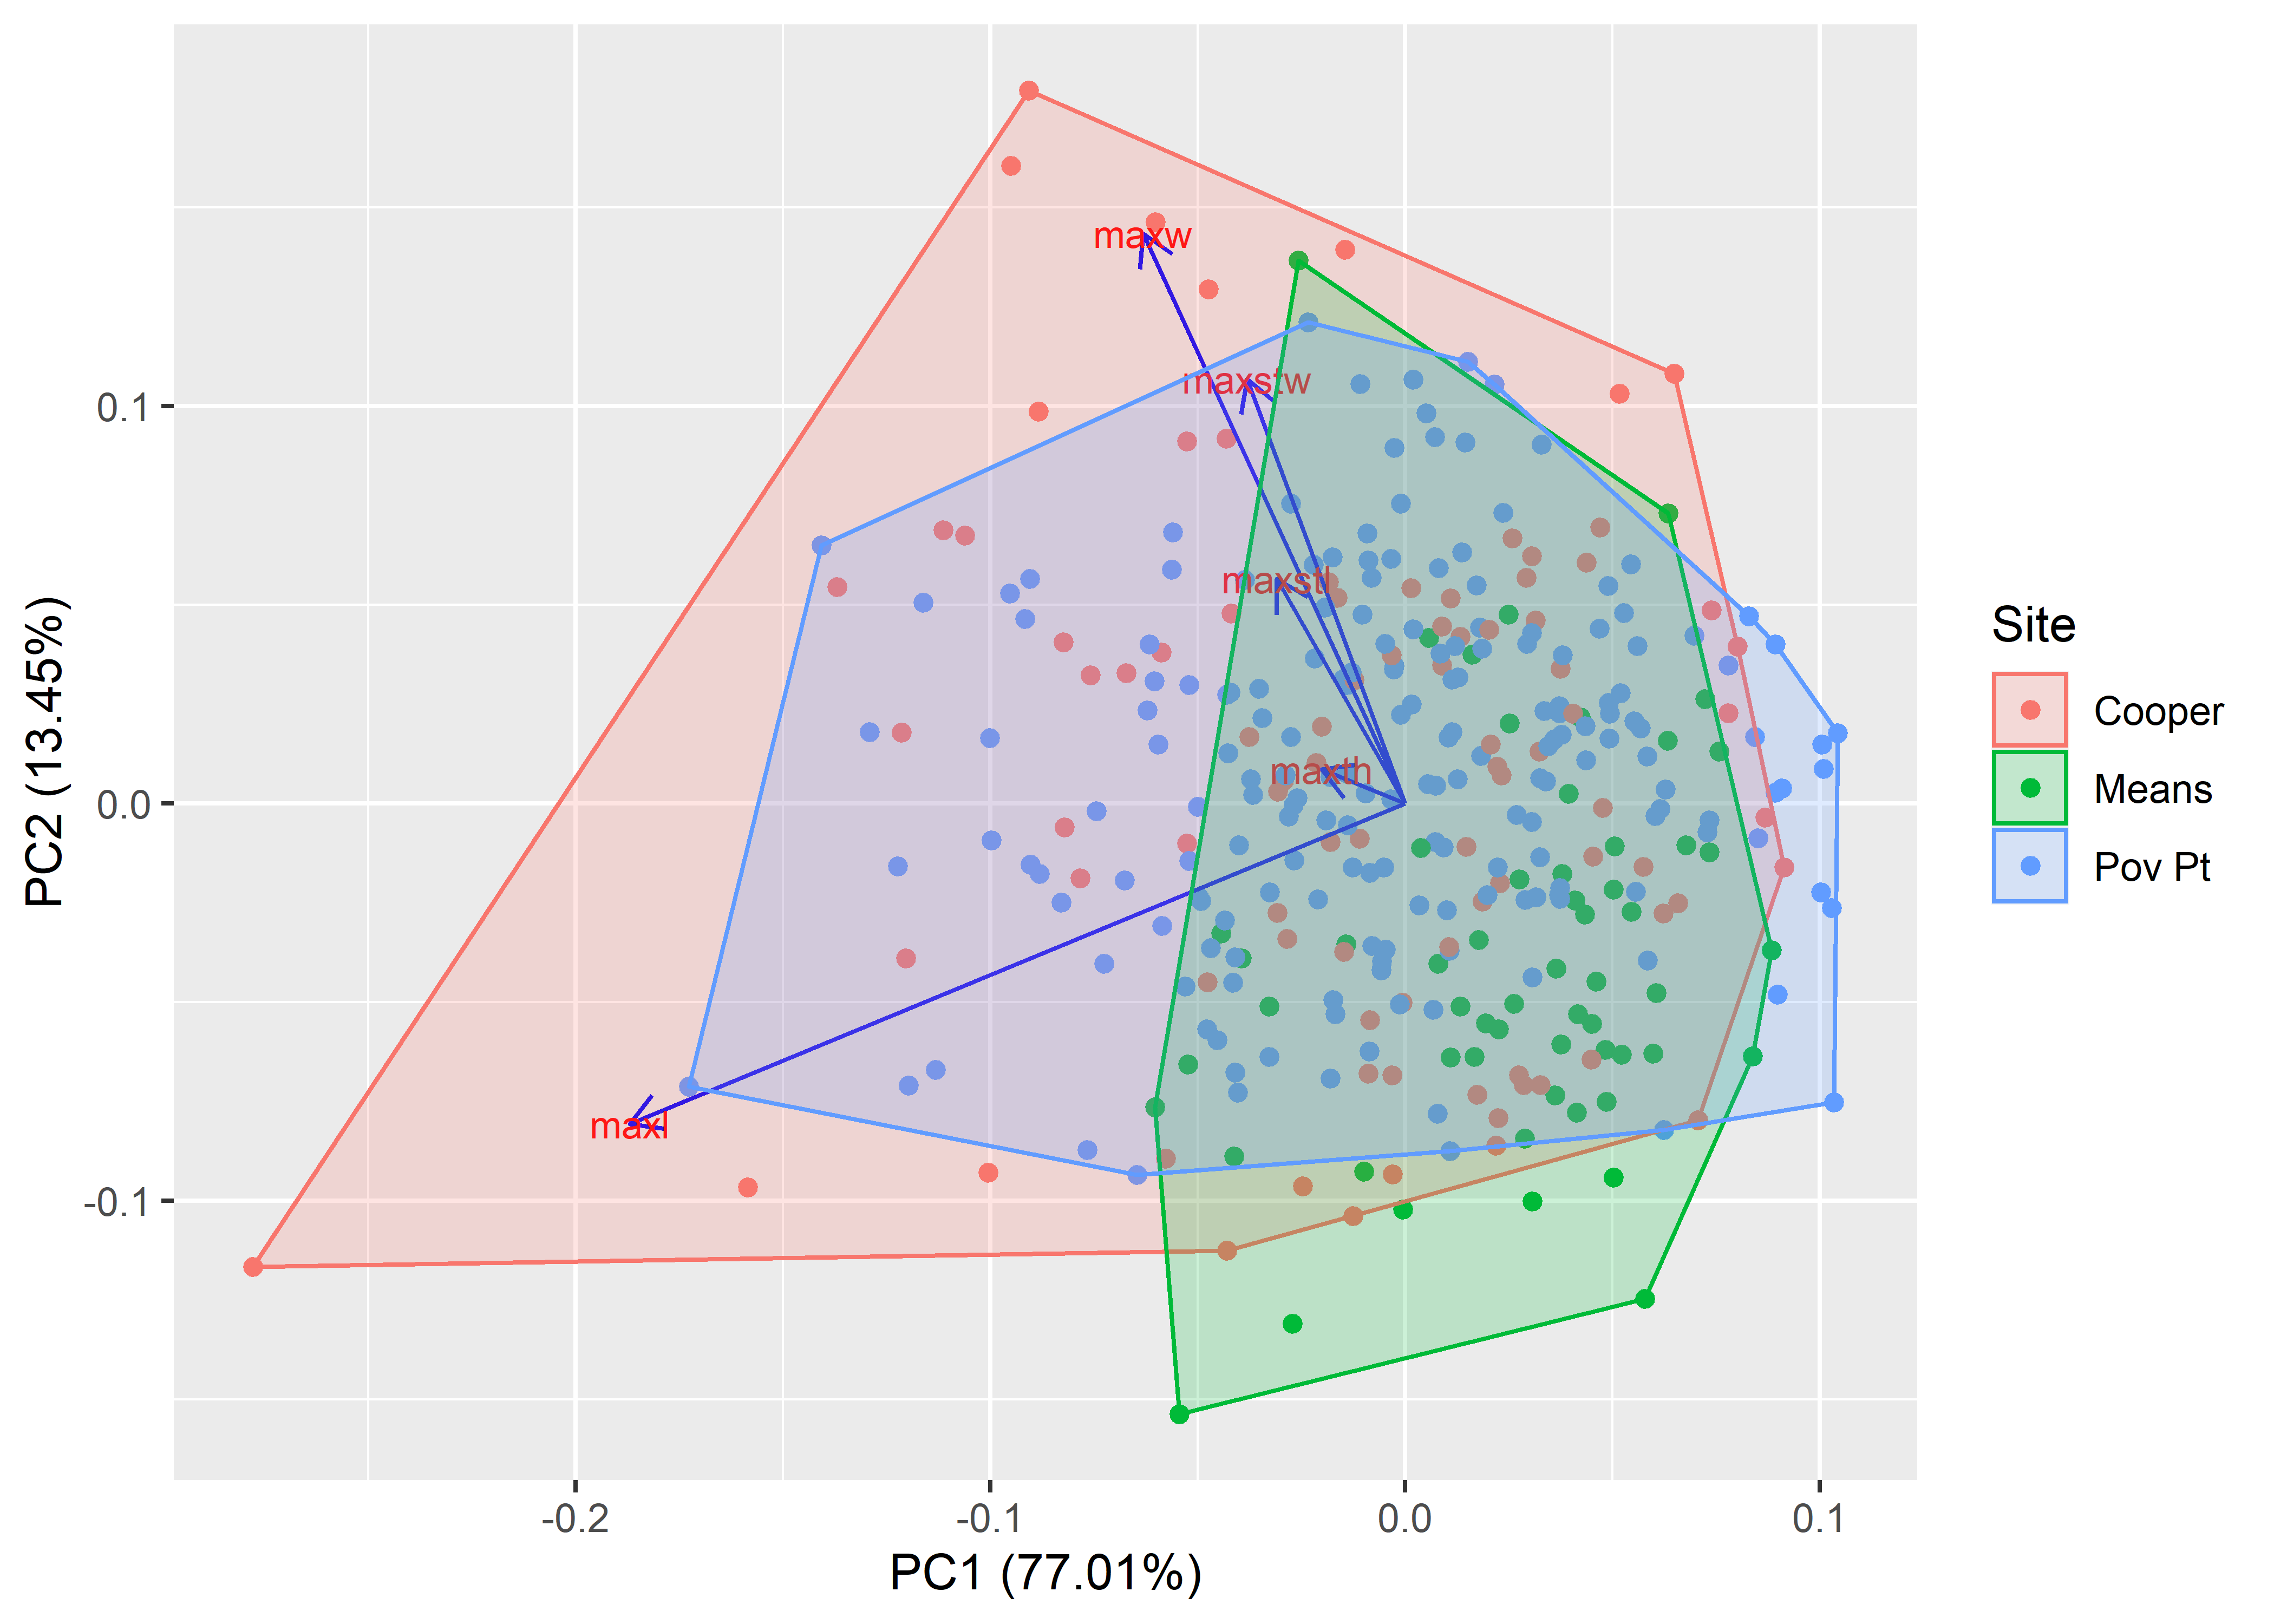 maxw
maxstw
0.1
maxstl
Site
Cooper
maxth
Means
0.0
PC2 (13.45%)
Pov Pt
maxl
-0.1
-0.2
-0.1
0.0
0.1
PC1 (77.01%)